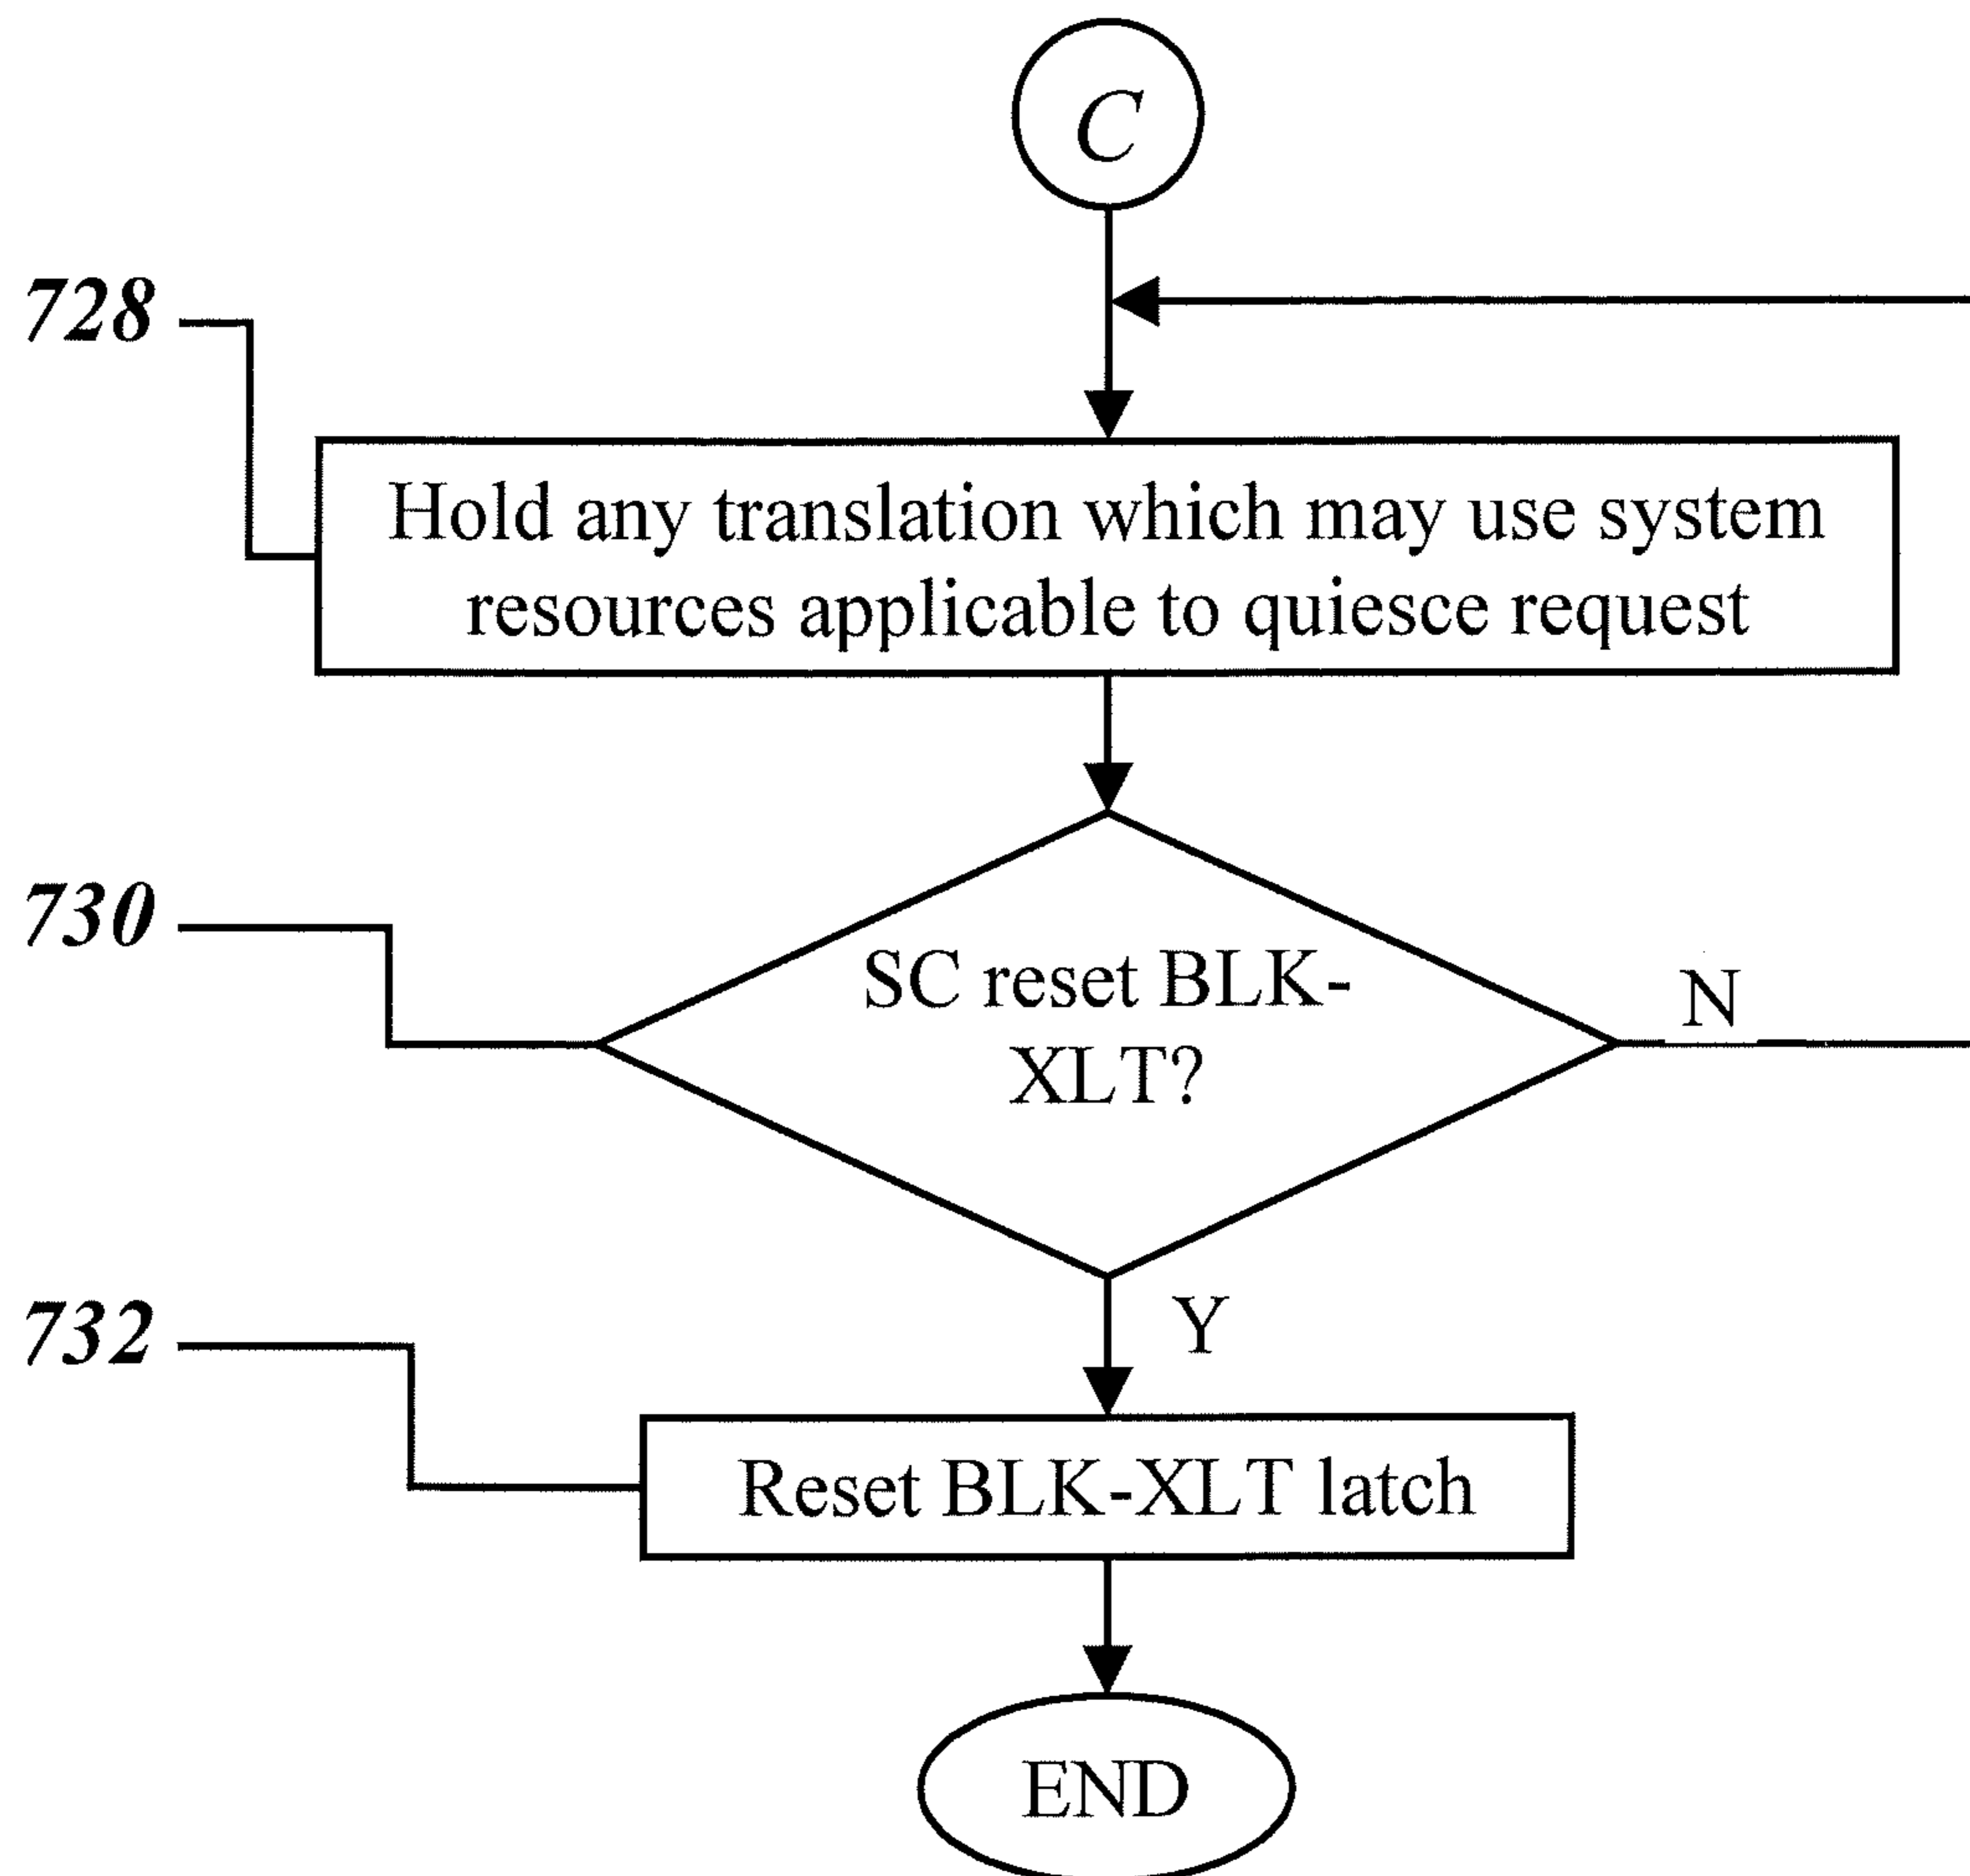 C
728
Hold any translation which may use system
resources applicable to quiesce request
730
SC reset BLK-
XLT?
N
Y
732
Reset BLK-XLT latch
END